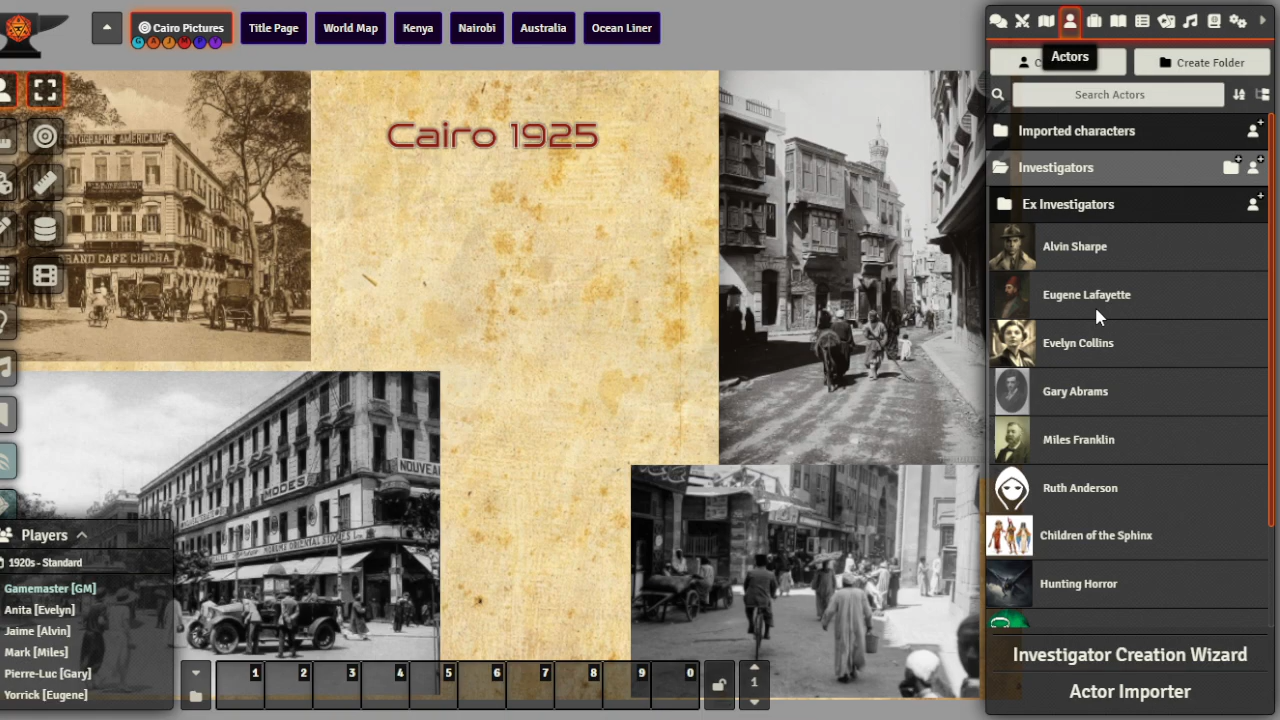 Cairo Pictures
Title Page
World Map
Kenya
Nairobi
Australia
Ocean Liner
G A J M P Y
Actors
Create Folder
Search Actors
Imported characters
Investigators
Ex Investigators
Alvin Sharpe
Eugene Lafayette
Evelyn Collins
Gary Abrams
Miles Franklin
Ruth Anderson
Children of the Sphinx
Hunting Horror
Investigator Creation Wizard
Actor Importer
Cairo 1925
PHOTOGRAPHIE AMÉRICAINE
GRAND CAFE CHICHA
NOUVEA
MODES
ORIENTAL STORES
Players
1920s - Standard
Gamemaster [GM]
Anita [Evelyn]
Jaime [Alvin]
Mark [Miles]
Pierre-Luc [Gary]
Yorrick [Eugene]
1 2 3 4 5 6 7 8 9 0
1